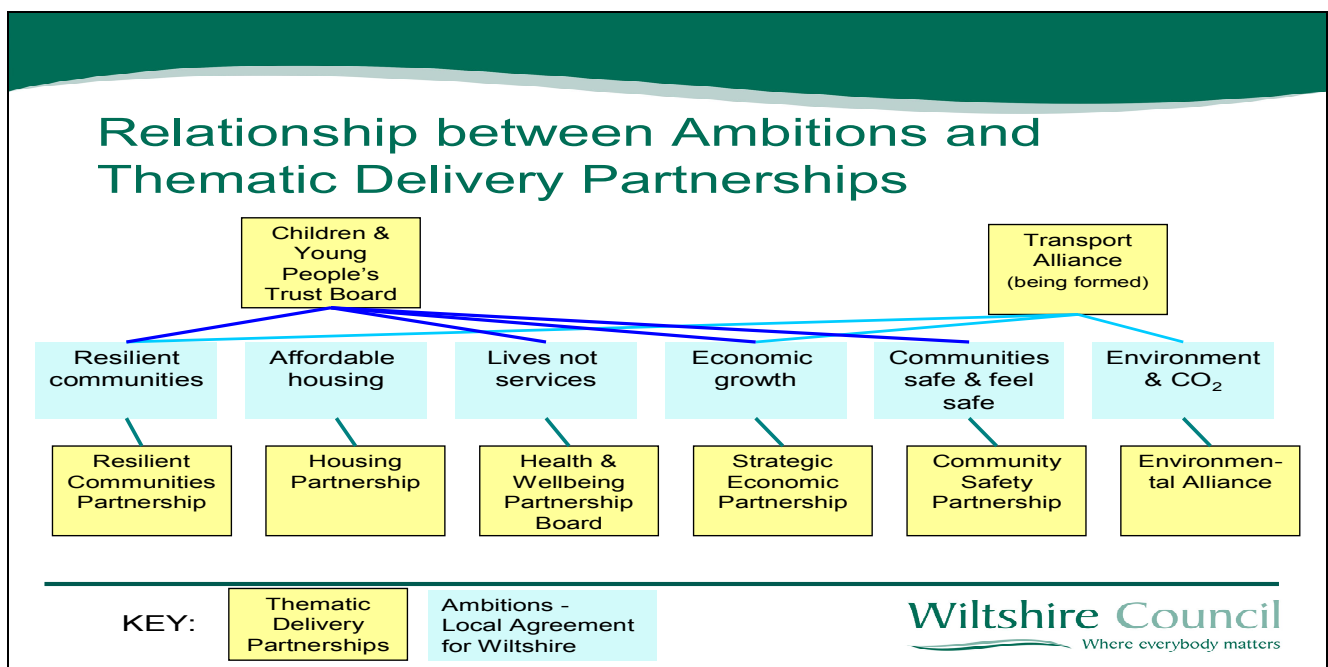 Relationship between Ambitions and
Thematic Delivery Partnerships
Children &
Young
People's
Trust Board
Transport
Alliance
(being formed)
Resilient
communities
Affordable
housing
Lives not
services
Economic
growth
Communities
safe & feel
safe
Environment
& CO₂
Resilient
Communities
Partnership
Housing
Partnership
Health &
Wellbeing
Partnership
Board
Strategic
Economic
Partnership
Community
Safety
Partnership
Environmen-
tal Alliance
KEY:
Thematic
Delivery
Partnerships
Ambitions -
Local Agreement
for Wiltshire
Wiltshire Council
Where everybody matters